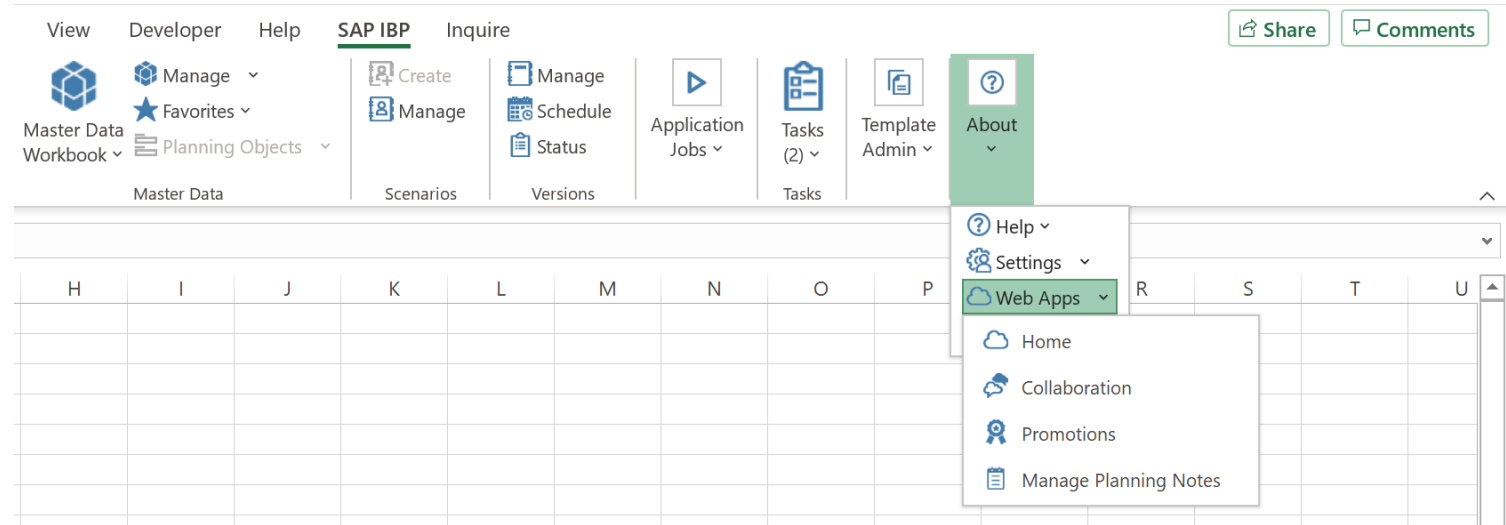 View Developer Help SAP IBP Inquire Share Comments
Master Data
Workbook
Manage
Favorites
Planning Objects
Master Data
Create
Manage
Scenarios
Manage
Schedule
Status
Versions
Application
Jobs
Tasks
(2)
Tasks
Template
Admin
About
Help
Settings
Web Apps
Home
Collaboration
Promotions
Manage Planning Notes
H I J K L M N O P R S T U